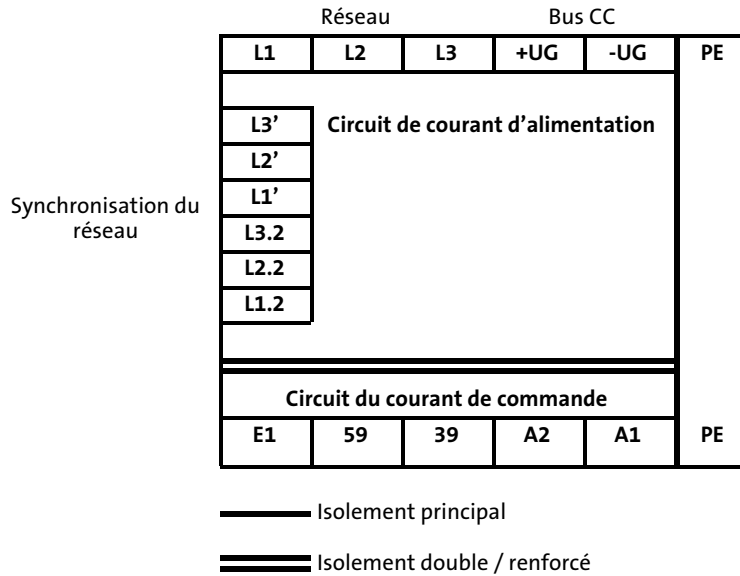 Réseau Bus CC
L1 L2 L3 +UG -UG PE
L3’ Circuit de courant d’alimentation
L2’
L1’
Synchronisation du
réseau
L3.2
L2.2
L1.2
Circuit du courant de commande
E1 59 39 A2 A1 PE
Isolement principal
Isolement double / renforcé